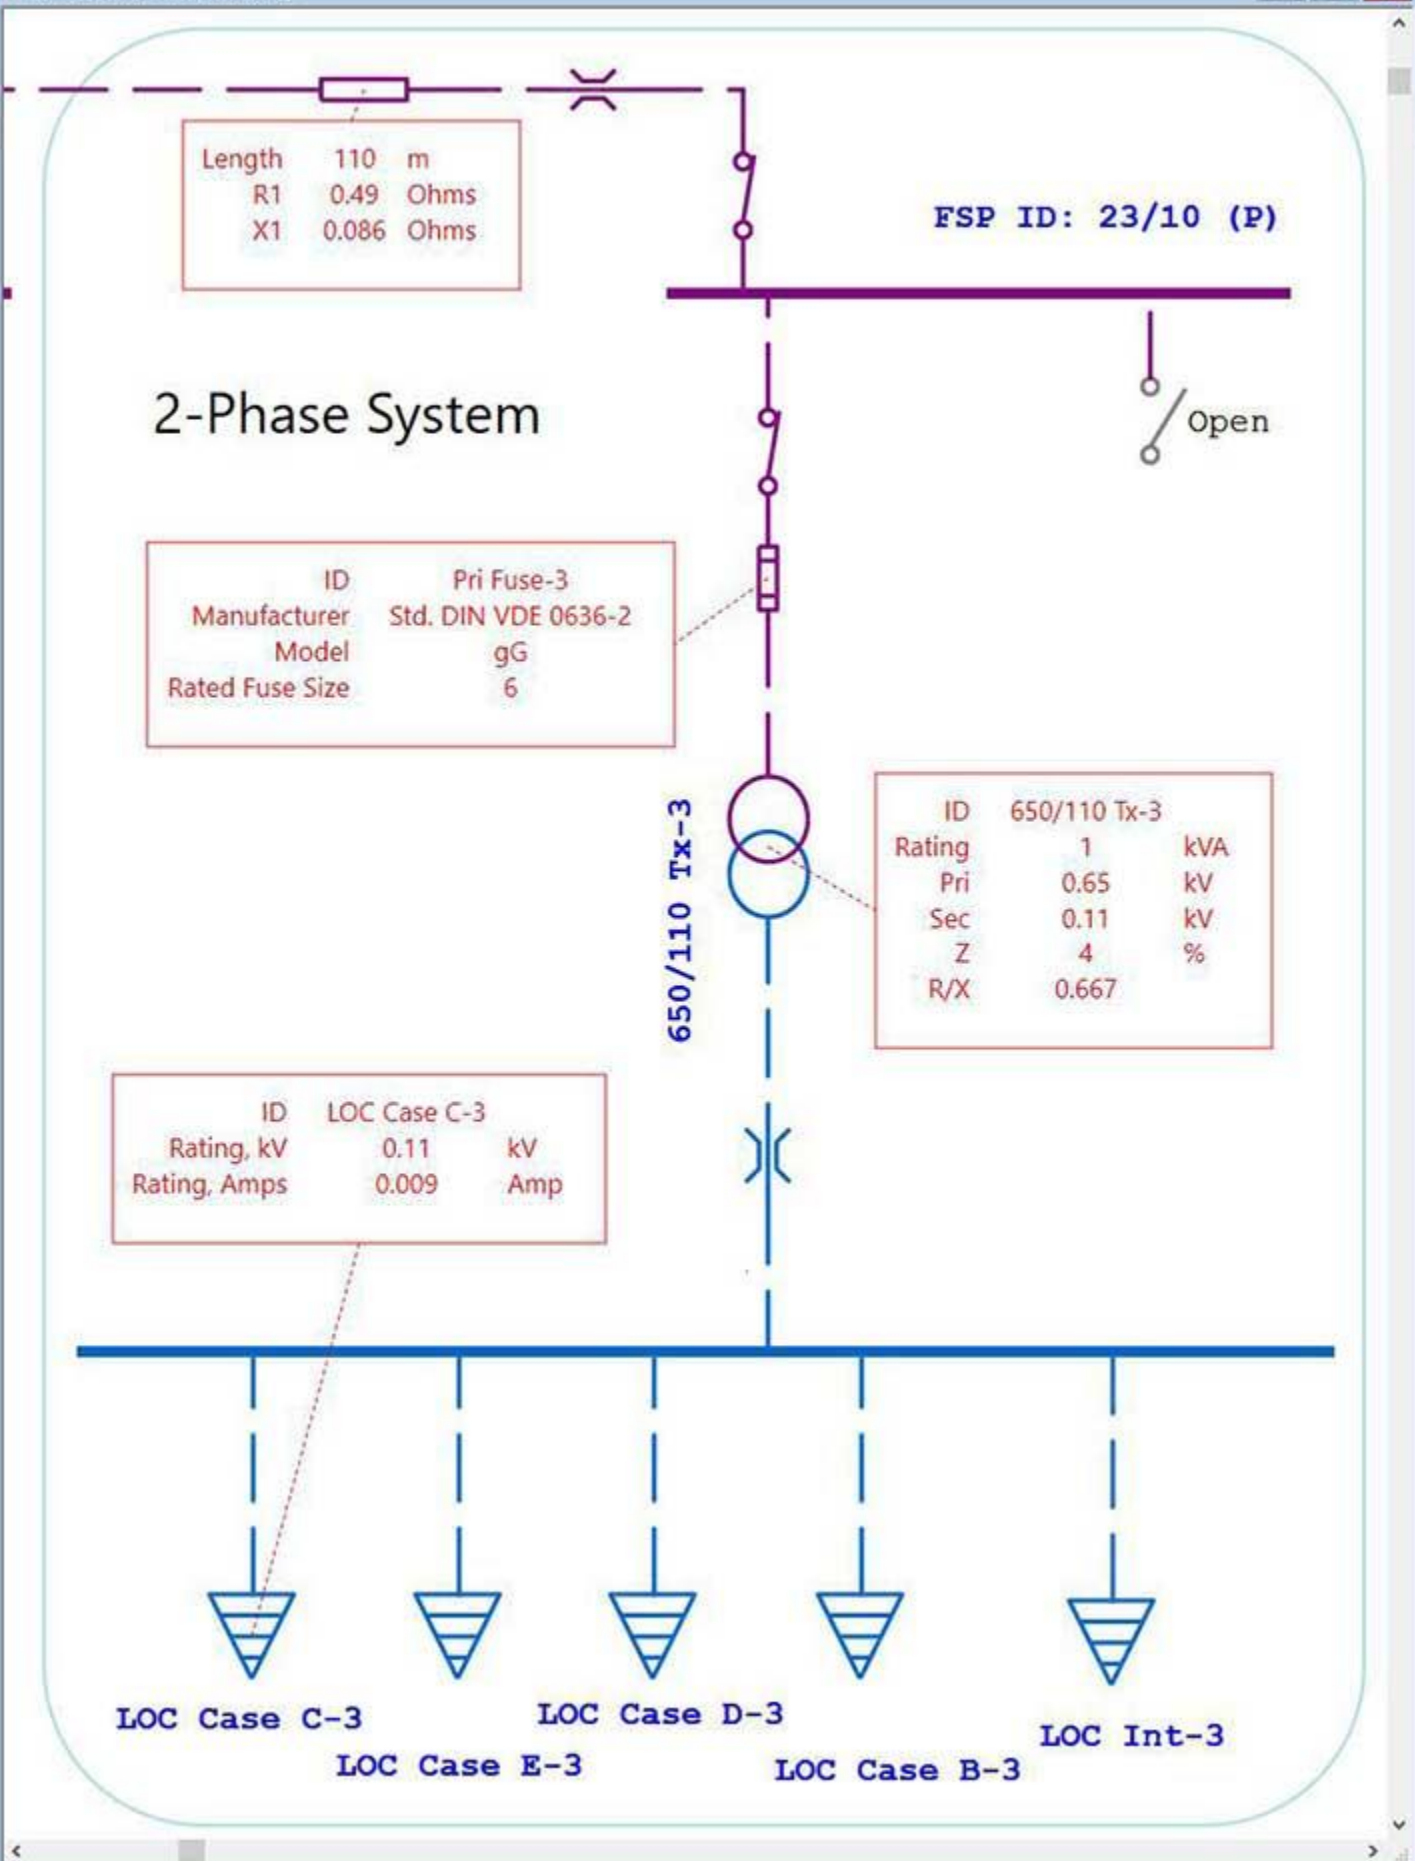 Length 110 m
R1 0.49 Ohms
X1 0.086 Ohms
FSP ID: 23/10 (P)
2-Phase System
Open
ID Pri Fuse-3
Manufacturer Std. DIN VDE 0636-2
Model gG
Rated Fuse Size 6
650/110 Tx-3
ID 650/110 Tx-3
Rating 1 kVA
Pri 0.65 kV
Sec 0.11 kV
Z 4 %
R/X 0.667
ID LOC Case C-3
Rating, kV 0.11 kV
Rating, Amps 0.009 Amp
LOC Case C-3
LOC Case E-3
LOC Case D-3
LOC Case B-3
LOC Int-3